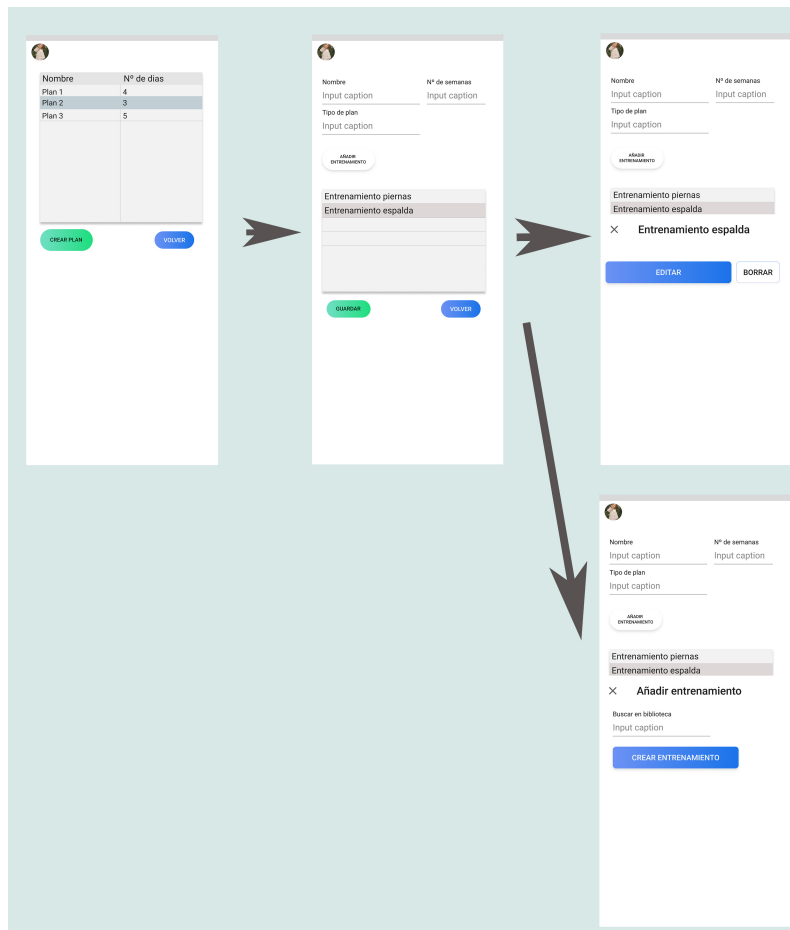 Nombre Nº de dias
Plan 1 4
Plan 2 3
Plan 3 5
CREAR PLAN VOLVER
Nombre Nº de semanas
Input caption Input caption
Tipo de plan
Input caption
AÑADIR
ENTRENAMIENTO
Entrenamiento piernas
Entrenamiento espalda
GUARDAR VOLVER
Nombre Nº de semanas
Input caption Input caption
Tipo de plan
Input caption
AÑADIR
ENTRENAMIENTO
Entrenamiento piernas
Entrenamiento espalda
Entrenamiento espalda
EDITAR BORRAR
Nombre Nº de semanas
Input caption Input caption
Tipo de plan
Input caption
AÑADIR
ENTRENAMIENTO
Entrenamiento piernas
Entrenamiento espalda
Añadir entrenamiento
Buscar en biblioteca
Input caption
CREAR ENTRENAMIENTO